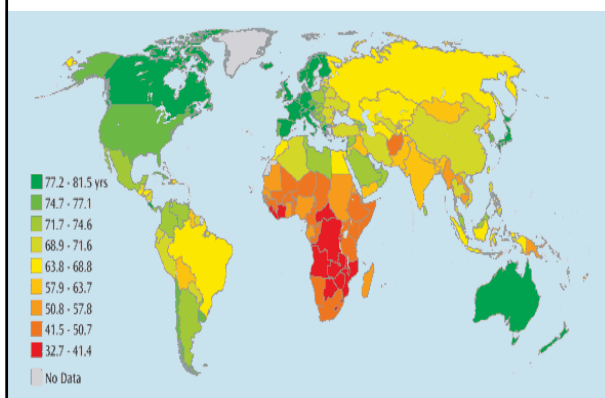 77.2 - 81.5 yrs
74.7 - 77.1
71.7 - 74.6
68.9 - 71.6
63.8 - 68.8
57.9 - 63.7
50.8 - 57.8
41.5 - 50.7
32.7 - 41.4
No Data